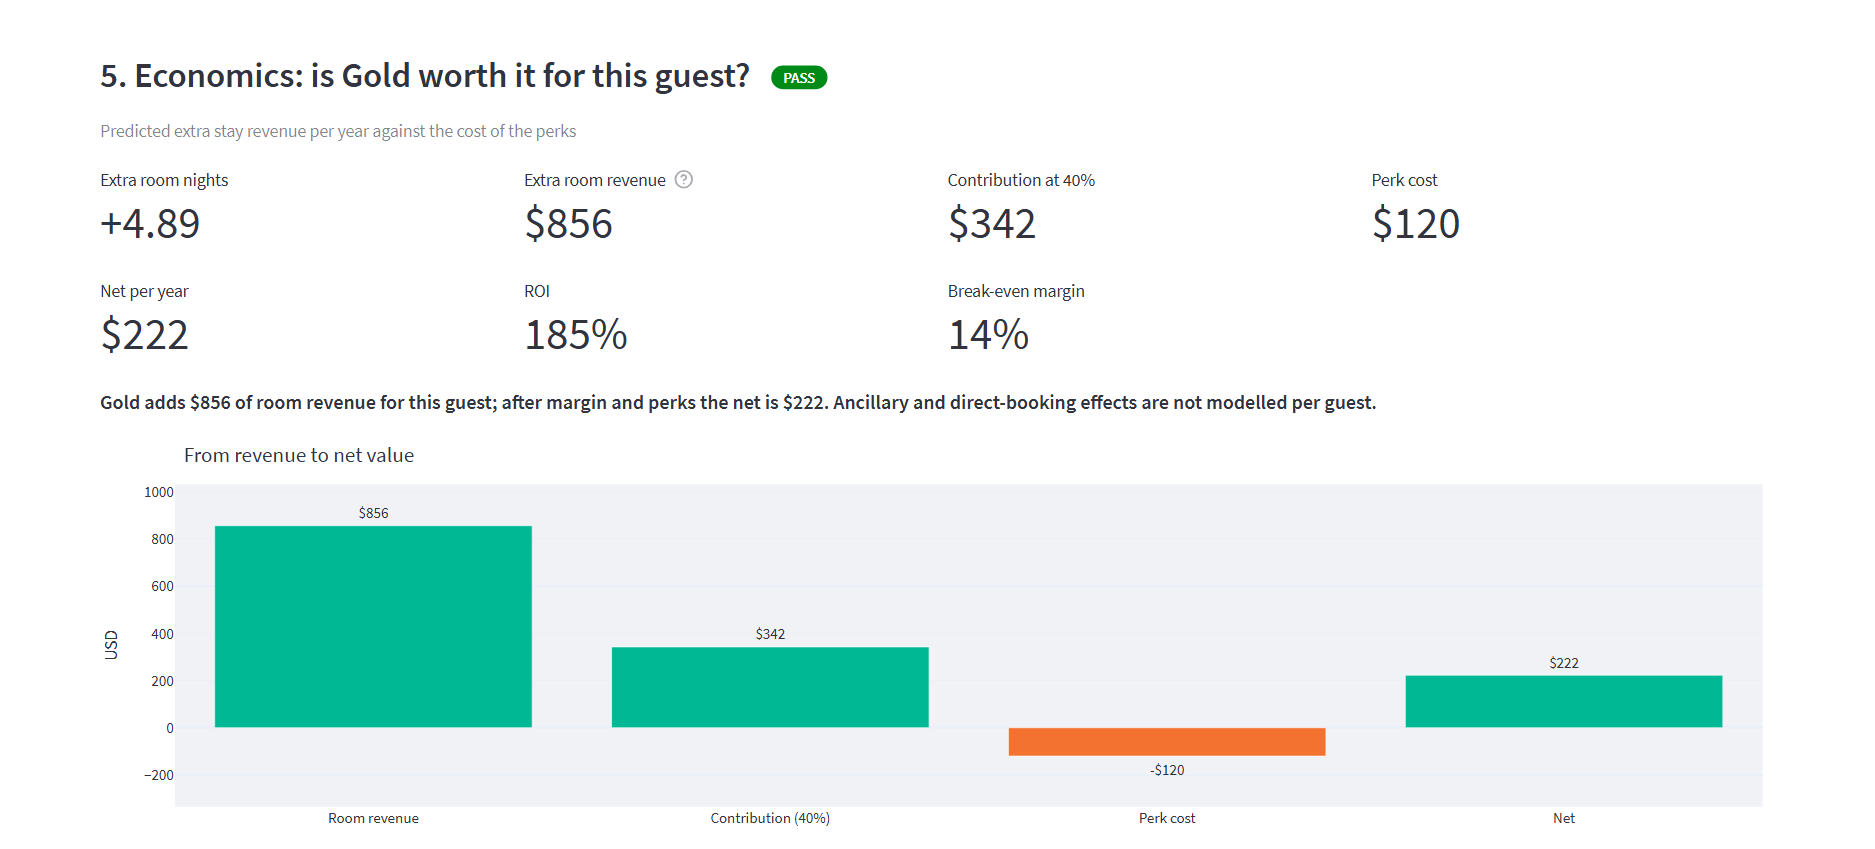 5. Economics: is Gold worth it for this guest? PASS
Predicted extra stay revenue per year against the cost of the perks
Extra room nights
+4.89
Extra room revenue
$856
Contribution at 40%
$342
Perk cost
$120
Net per year
$222
ROI
185%
Break-even margin
14%
Gold adds $856 of room revenue for this guest; after margin and perks the net is $222. Ancillary and direct-booking effects are not modelled per guest.
From revenue to net value
USD
1000
800
600
400
200
0
−200
$856
$342
-$120
$222
Room revenue
Contribution (40%)
Perk cost
Net